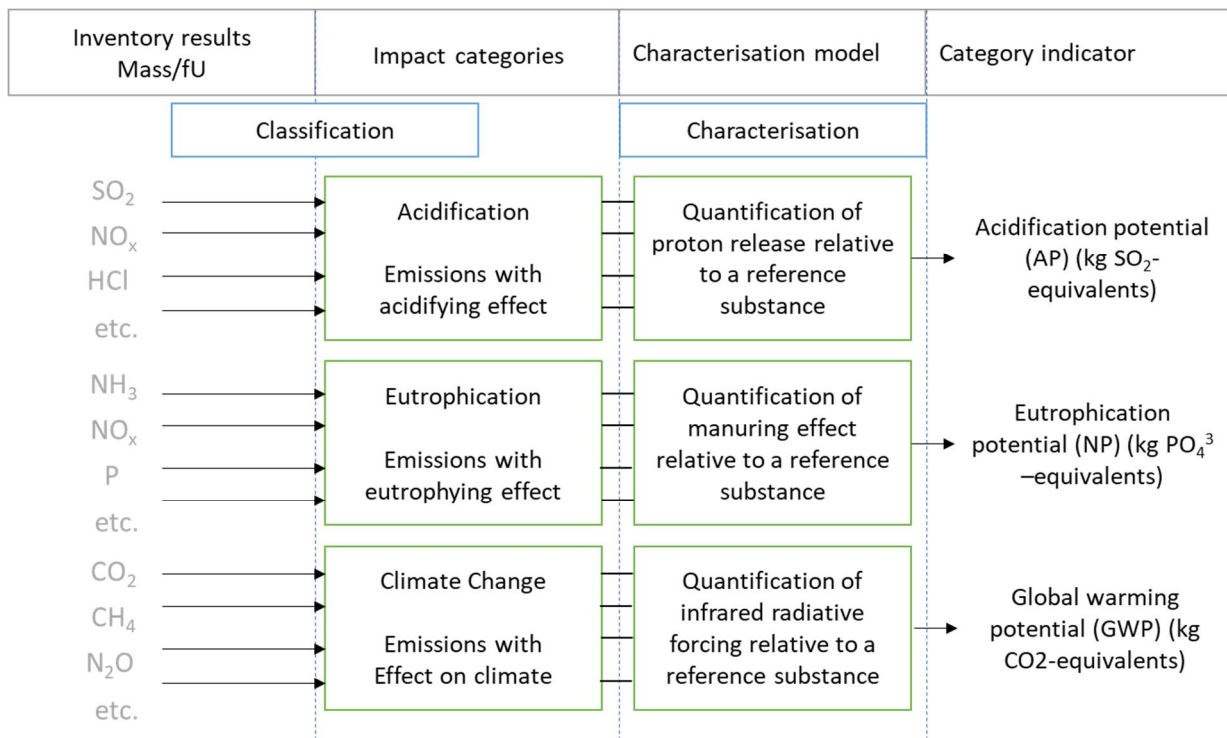 Inventory results
Mass/fU
Impact categories
Characterisation model
Category indicator
Classification
Characterisation
SO₂
NOₓ
HCl
etc.
Acidification
Emissions with
acidifying effect
Quantification of
proton release relative
to a reference
substance
Acidification potential
(AP) (kg SO₂-
equivalents)
NH₃
NOₓ
P
etc.
Eutrophication
Emissions with
eutrophying effect
Quantification of
manuring effect
relative to a reference
substance
Eutrophication
potential (NP) (kg PO₄³
–equivalents)
CO₂
CH₄
N₂O
etc.
Climate Change
Emissions with
Effect on climate
Quantification of
infrared radiative
forcing relative to a
reference substance
Global warming
potential (GWP) (kg
CO2-equivalents)